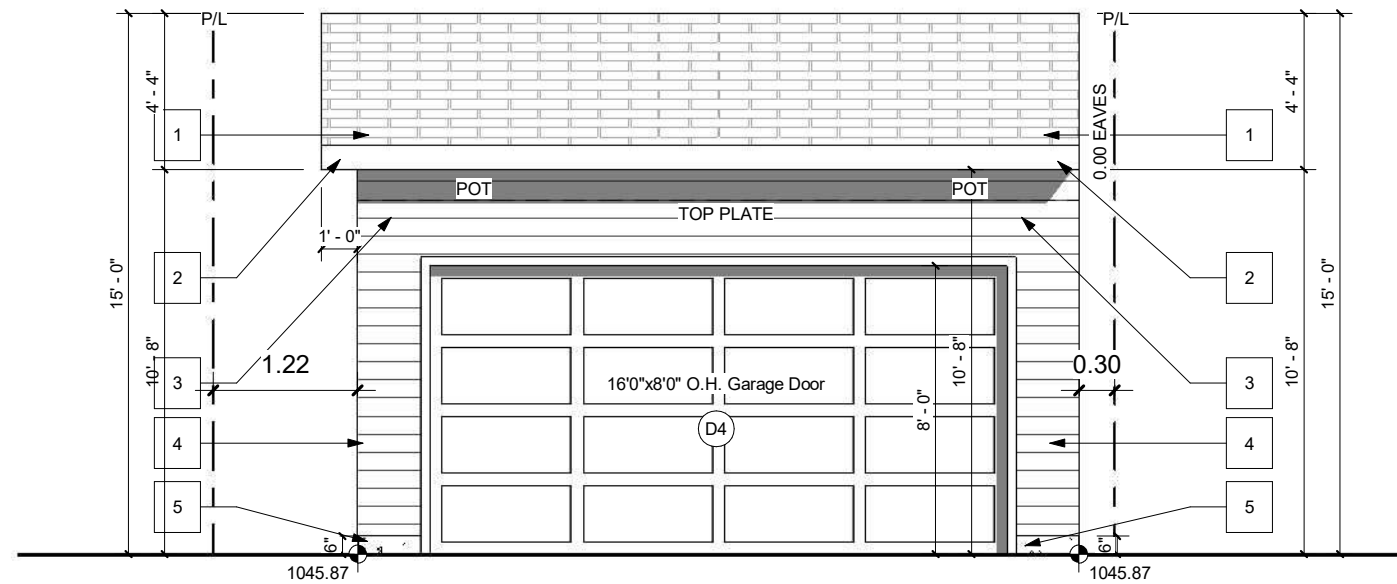 P/L
P/L
4' - 4"
4' - 4"
0.00 EAVES
1
1
POT
POT
TOP PLATE
1' - 0"
2
2
15' - 0"
15' - 0"
10' - 8"
10' - 8"
10' - 8"
1.22
0.30
3
3
16'0"x8'0" O.H. Garage Door
8' - 0"
D4
4
4
5
5
6"
6"
1045.87
1045.87